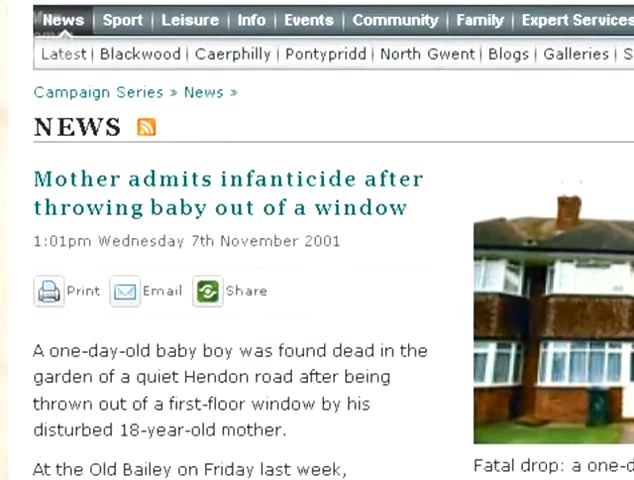 News | Sport | Leisure | Info | Events | Community | Family | Expert Services
Latest | Blackwood | Caerphilly | Pontypridd | North Gwent | Blogs | Galleries | S
Campaign Series » News »
NEWS
Mother admits infanticide after
throwing baby out of a window
1:01pm Wednesday 7th November 2001
Print Email Share
A one-day-old baby boy was found dead in the
garden of a quiet Hendon road after being
thrown out of a first-floor window by his
disturbed 18-year-old mother.
At the Old Bailey on Friday last week,
Fatal drop: a one-d